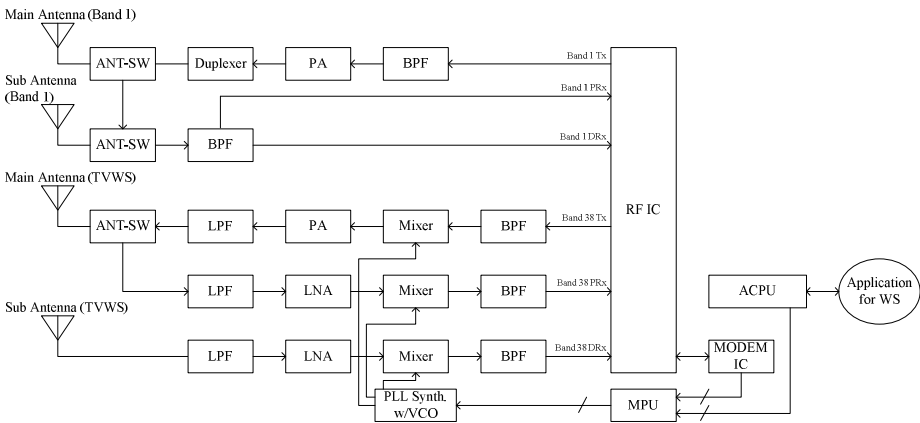 Main Antenna (Band 1)
ANT-SW
Duplexer
PA
BPF
Band 1 Tx
Sub Antenna
(Band 1)
Band 1 PRx
ANT-SW
BPF
Band 1 DRx
Main Antenna (TVWS)
ANT-SW
LPF
PA
Mixer
BPF
Band 38 Tx
RF IC
LPF
LNA
Mixer
BPF
Band 38 PRx
ACPU
Application
for WS
Sub Antenna (TVWS)
LPF
LNA
Mixer
BPF
Band 38 DRx
MODEM
IC
PLL Synth.
w/VCO
MPU